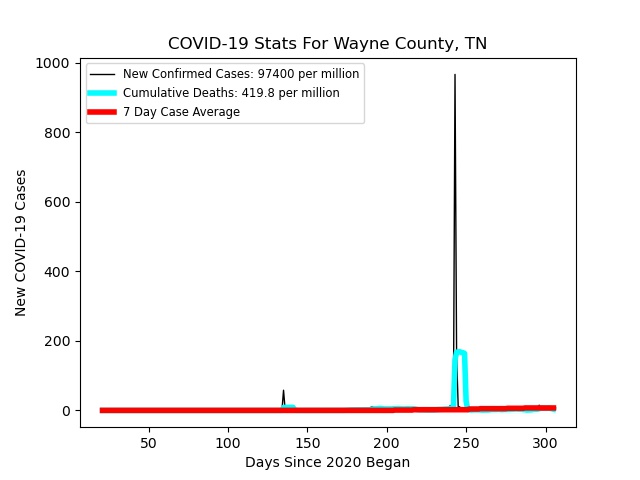 COVID-19 Stats For Wayne County, TN
New Confirmed Cases: 97400 per million
Cumulative Deaths: 419.8 per million
7 Day Case Average
New COVID-19 Cases
1000
800
600
400
200
0
50 100 150 200 250 300
Days Since 2020 Began